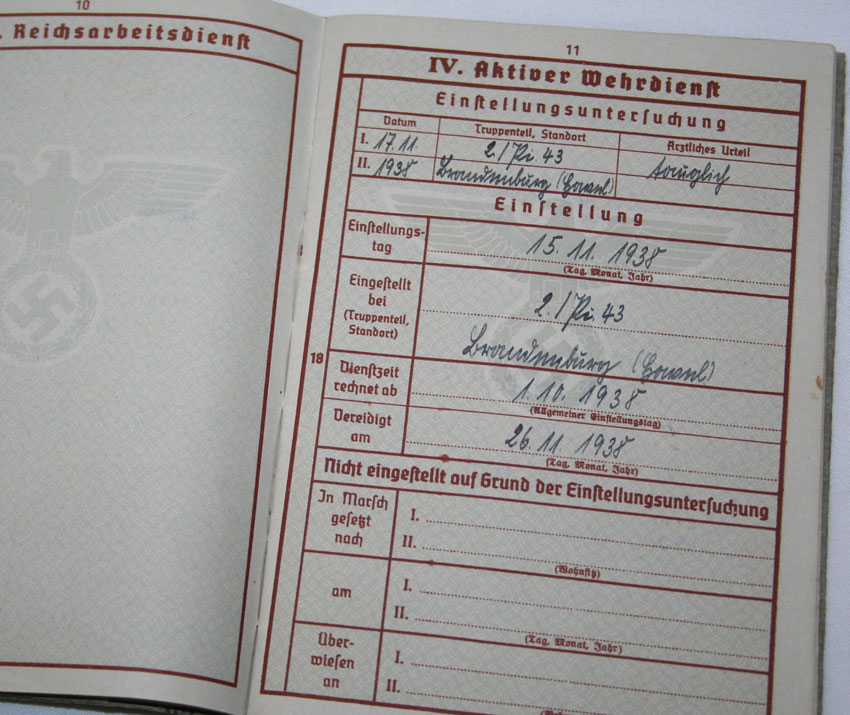 10
. Reichsarbeitsdienst
11
IV. Aktiver Wehrdienst
Einstellungsuntersuchung
Datum Truppenteil, Standort Ärztliches Urteil
I. 17.11. 2./Pi. 43 tauglich
II. 1938 Brandenburg (Havel)
Einstellung
Einstellungs-
tag
15. 11. 1938
(Tag, Monat, Jahr)
Eingestellt
bei
(Truppenteil,
Standort)
2./Pi. 43
Brandenburg (Havel)
18
Dienstzeit
rechnet ab
1. 10. 1938
(Allgemeiner Einstellungstag)
Vereidigt
am
26. 11. 1938
(Tag, Monat, Jahr)
Nicht eingestellt auf Grund der Einstellungsuntersuchung
In Marsch
gesetzt
nach
I.
II.
(Wohnsitz)
am
I.
II.
(Tag, Monat, Jahr)
Über-
wiesen
an
I.
II.